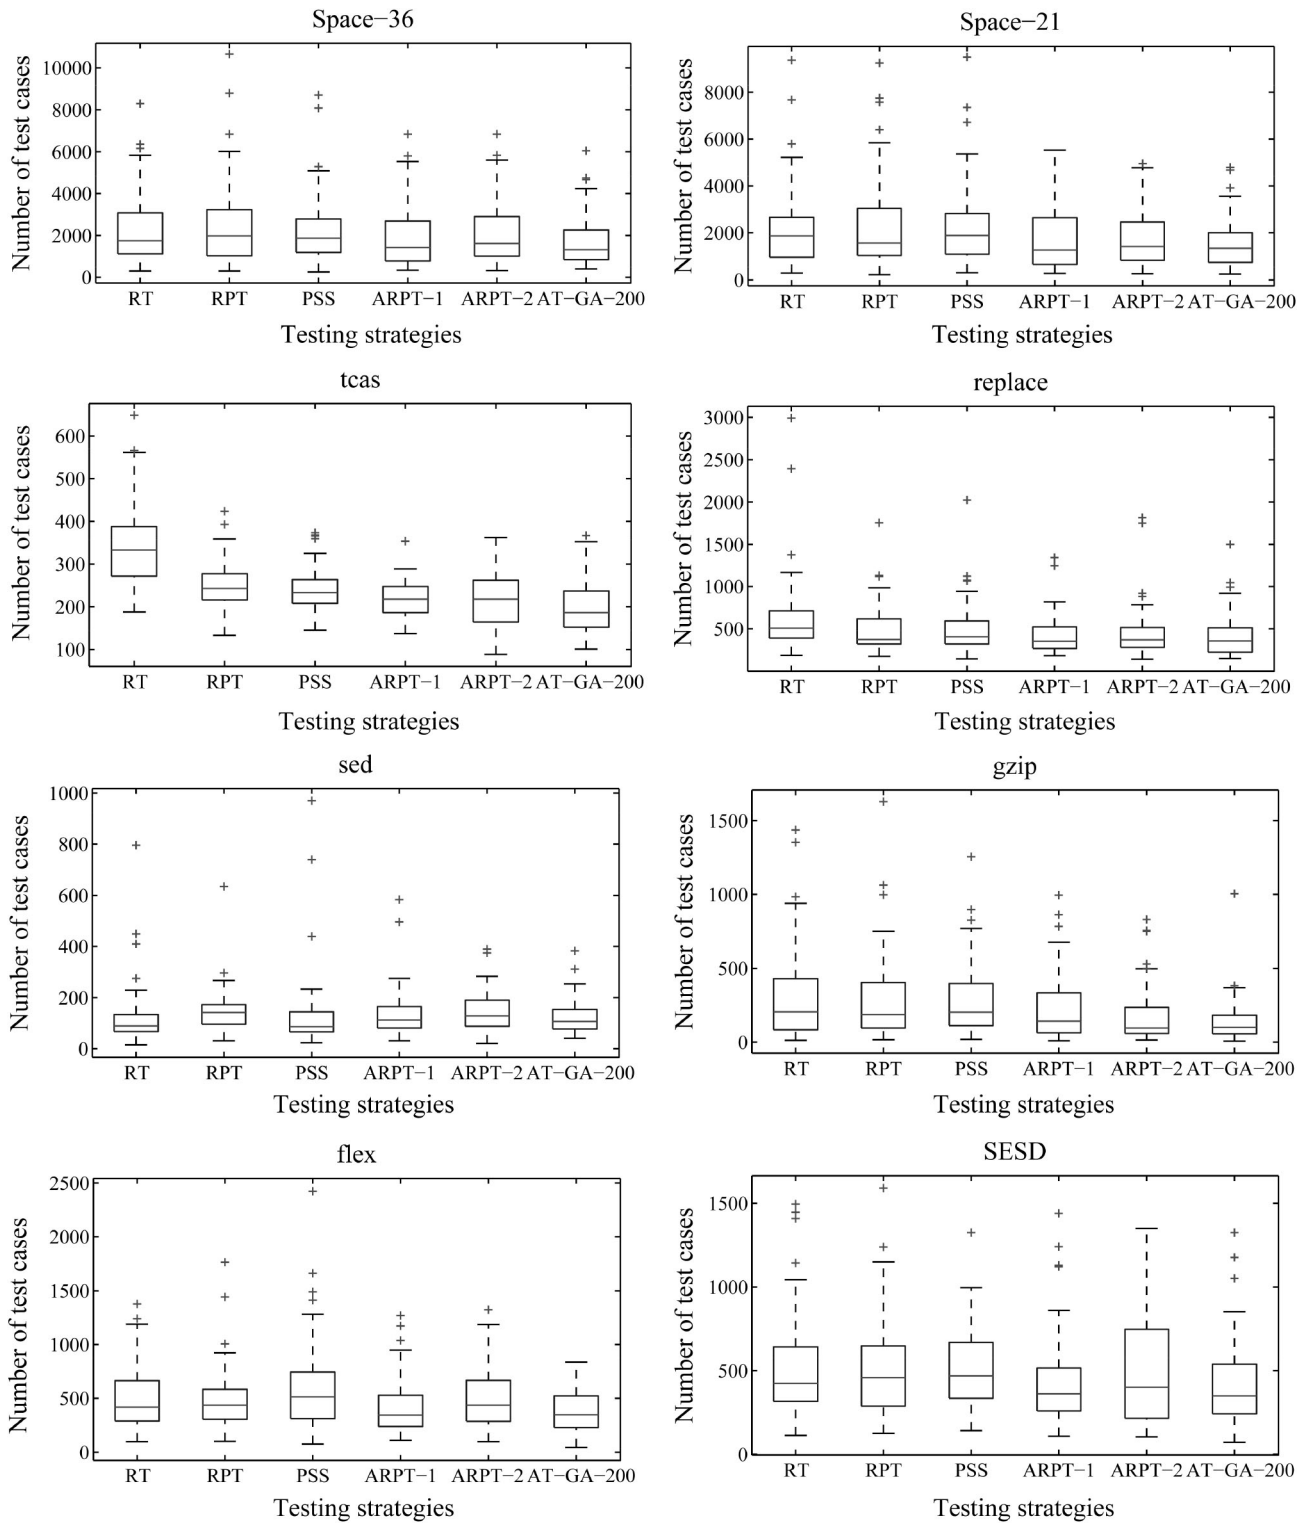 Space−36
Number of test cases
10000
8000
6000
4000
2000
0
RT RPT PSS ARPT−1 ARPT−2 AT−GA−200
Testing strategies
Space−21
Number of test cases
8000
6000
4000
2000
0
RT RPT PSS ARPT−1 ARPT−2 AT−GA−200
Testing strategies
tcas
Number of test cases
600
500
400
300
200
100
RT RPT PSS ARPT−1 ARPT−2 AT−GA−200
Testing strategies
replace
Number of test cases
3000
2500
2000
1500
1000
500
RT RPT PSS ARPT−1 ARPT−2 AT−GA−200
Testing strategies
sed
Number of test cases
1000
800
600
400
200
0
RT RPT PSS ARPT−1 ARPT−2 AT−GA−200
Testing strategies
gzip
Number of test cases
1500
1000
500
0
RT RPT PSS ARPT−1 ARPT−2 AT−GA−200
Testing strategies
flex
Number of test cases
2500
2000
1500
1000
500
0
RT RPT PSS ARPT−1 ARPT−2 AT−GA−200
Testing strategies
SESD
Number of test cases
1500
1000
500
0
RT RPT PSS ARPT−1 ARPT−2 AT−GA−200
Testing strategies